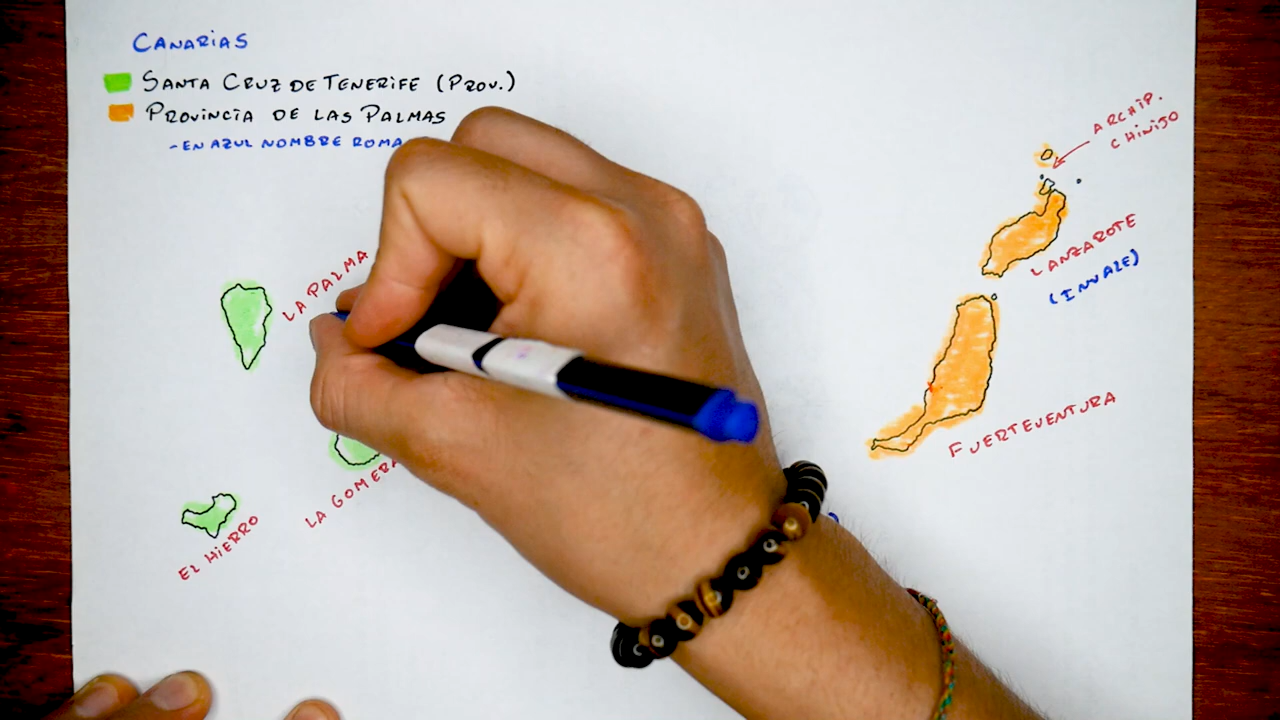 CANARIAS
SANTA CRUZ DE TENERIFE (PROV.)
PROVINCIA DE LAS PALMAS
-EN AZUL NOMBRE ROMA
ARCHIP.
CHINIJO
LANZAROTE
(INUALE)
LA PALMA
FUERTEVENTURA
LA GOMERA
EL HIERRO